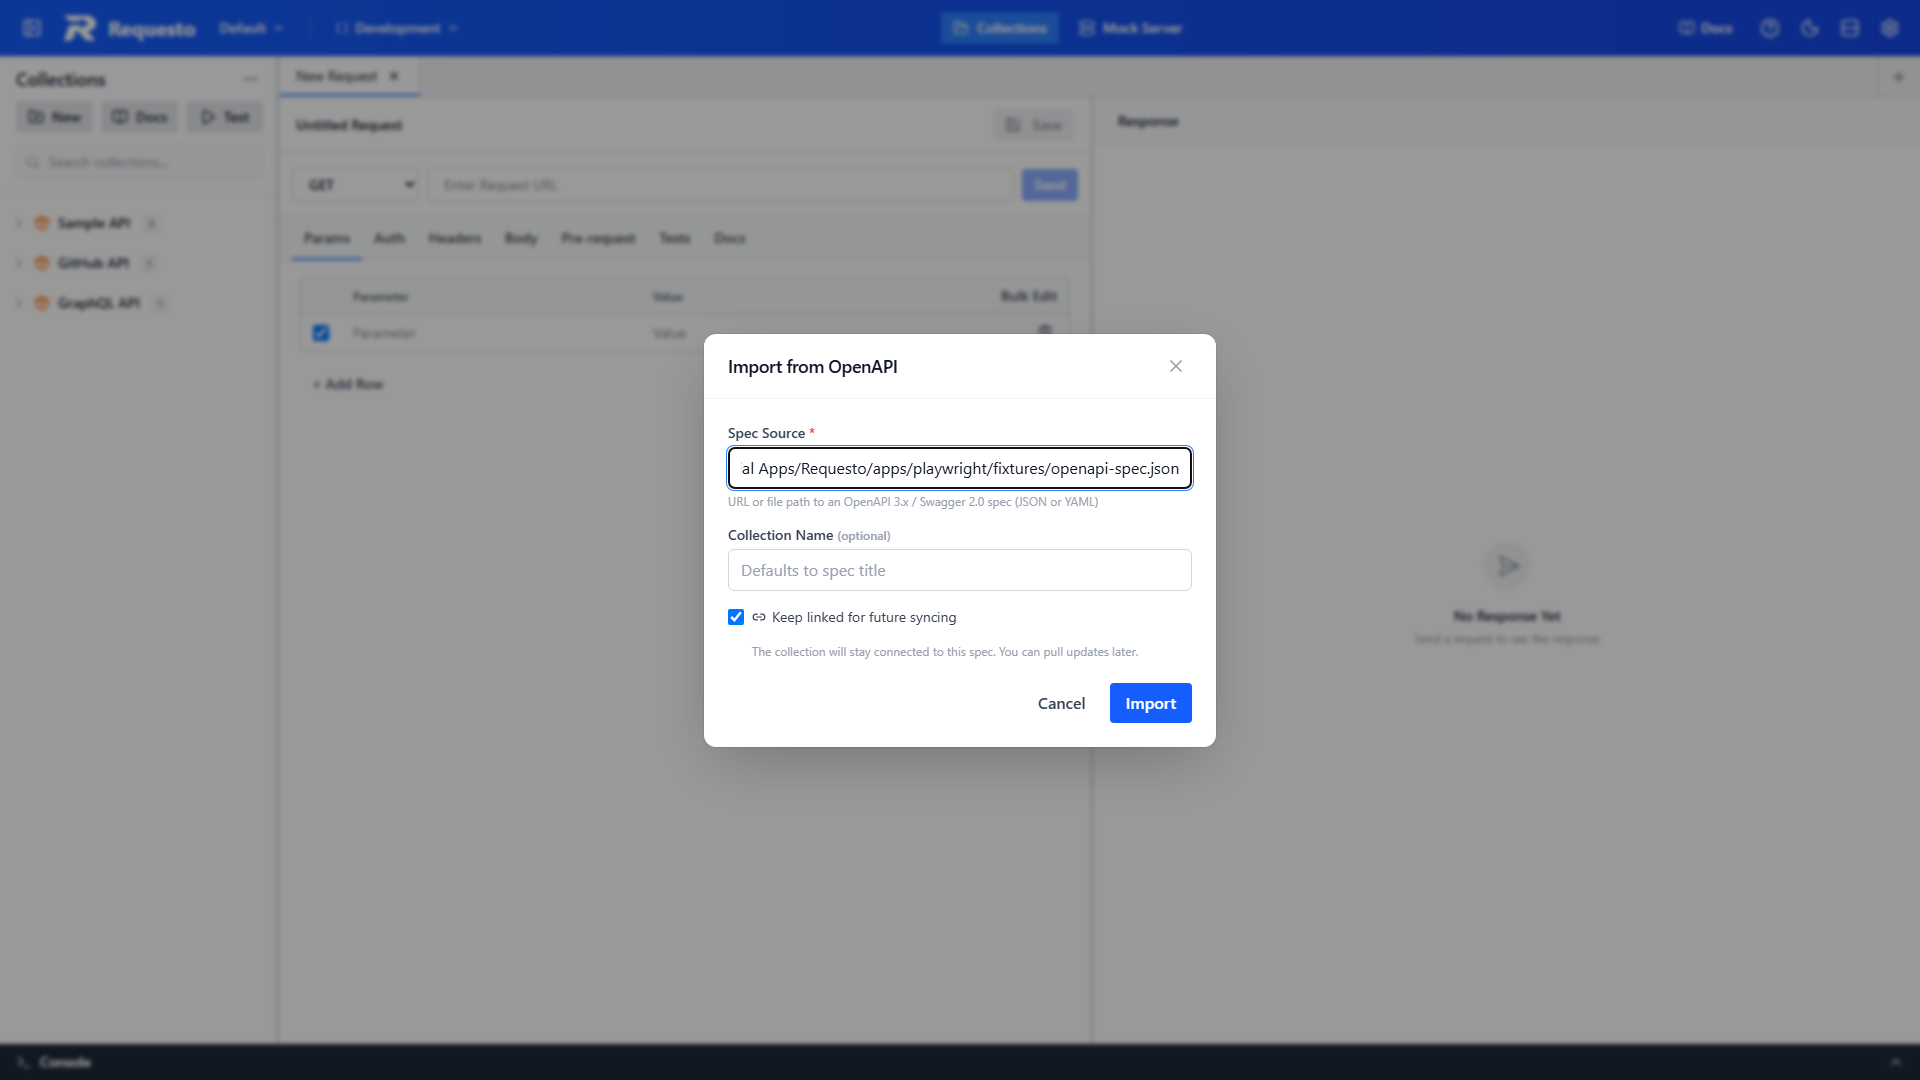 Requesto
Default
Development
Collections
Mock Server
Docs
Collections
New
Docs
Test
Search collections...
Sample API
GitHub API
GraphQL API
New Request
Untitled Request
Save
GET
Enter Request URL
Send
Params
Auth
Headers
Body
Pre-request
Tests
Docs
Parameter
Value
Bulk Edit
Parameter
Value
+ Add Row
Response
No Response Yet
Send a request to see the response
Import from OpenAPI
Spec Source *
al Apps/Requesto/apps/playwright/fixtures/openapi-spec.json
URL or file path to an OpenAPI 3.x / Swagger 2.0 spec (JSON or YAML)
Collection Name (optional)
Defaults to spec title
Keep linked for future syncing
The collection will stay connected to this spec. You can pull updates later.
Cancel
Import
Console